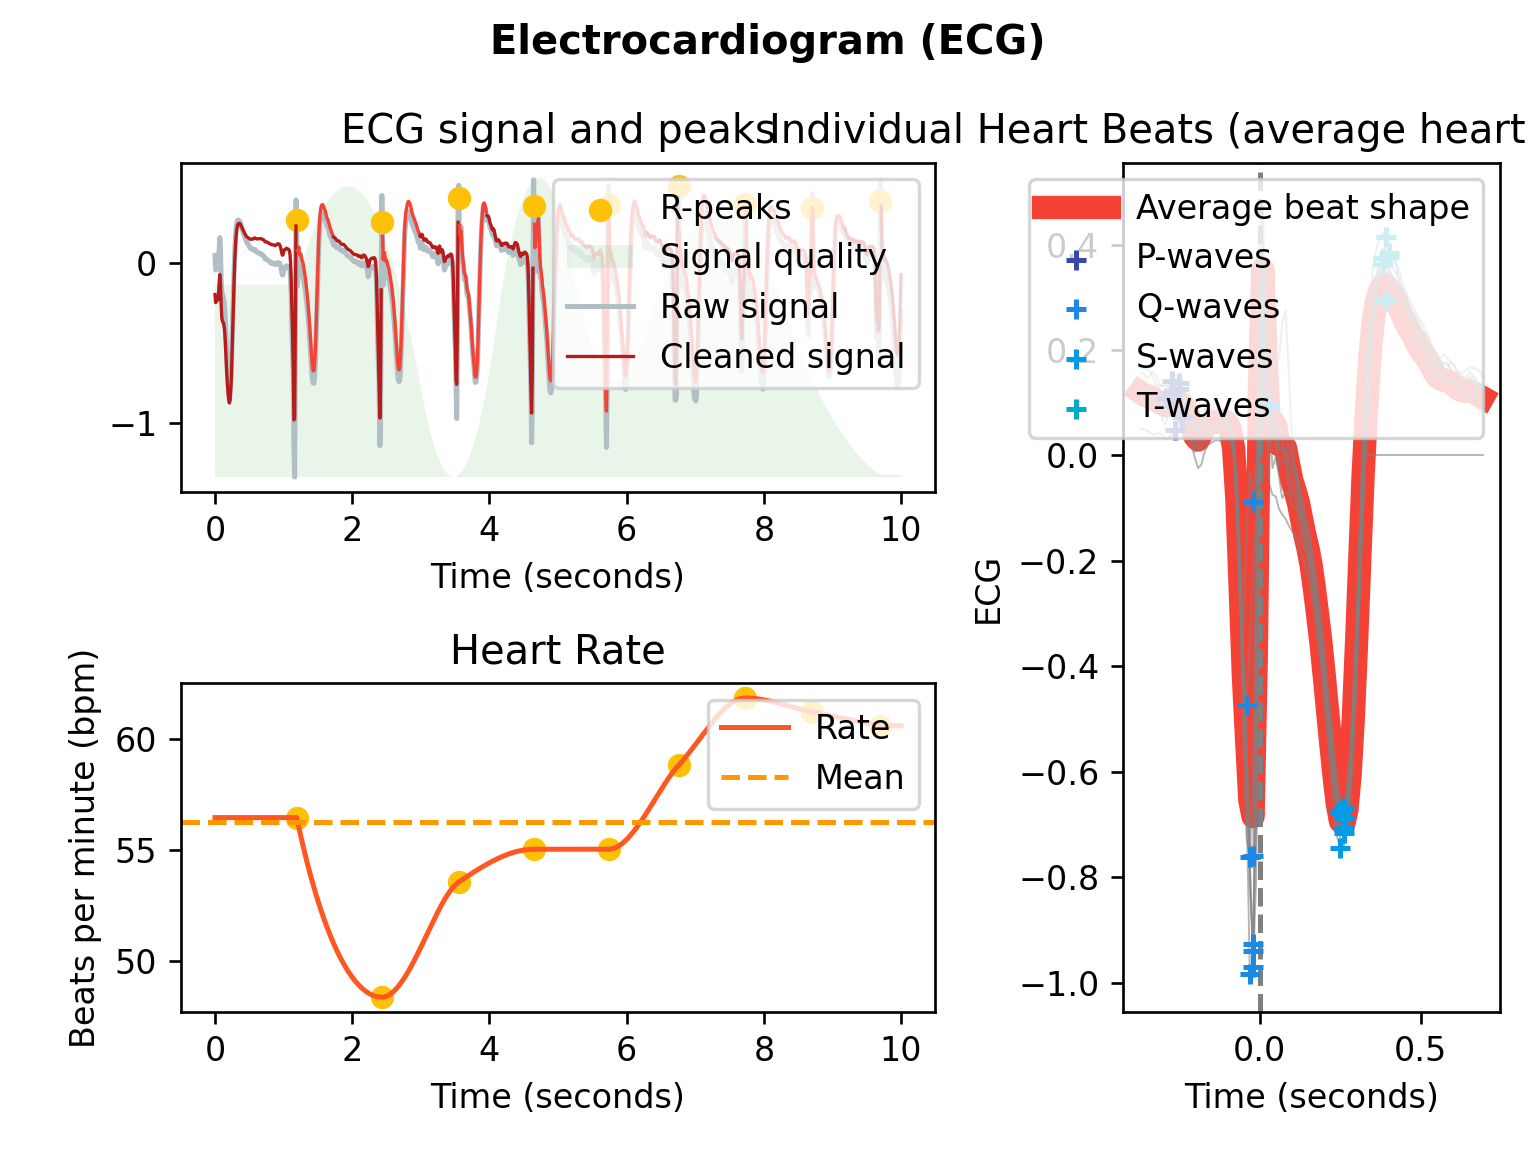 Electrocardiogram (ECG)
ECG signal and peaks
Individual Heart Beats (average heart
R-peaks
Signal quality
Raw signal
Cleaned signal
0
−1
0 2 4 6 8 10
Time (seconds)
Heart Rate
Beats per minute (bpm)
60
55
50
Rate
Mean
0 2 4 6 8 10
Time (seconds)
Average beat shape
P-waves
Q-waves
S-waves
T-waves
ECG
0.4
0.2
0.0
−0.2
−0.4
−0.6
−0.8
−1.0
0.0 0.5
Time (seconds)